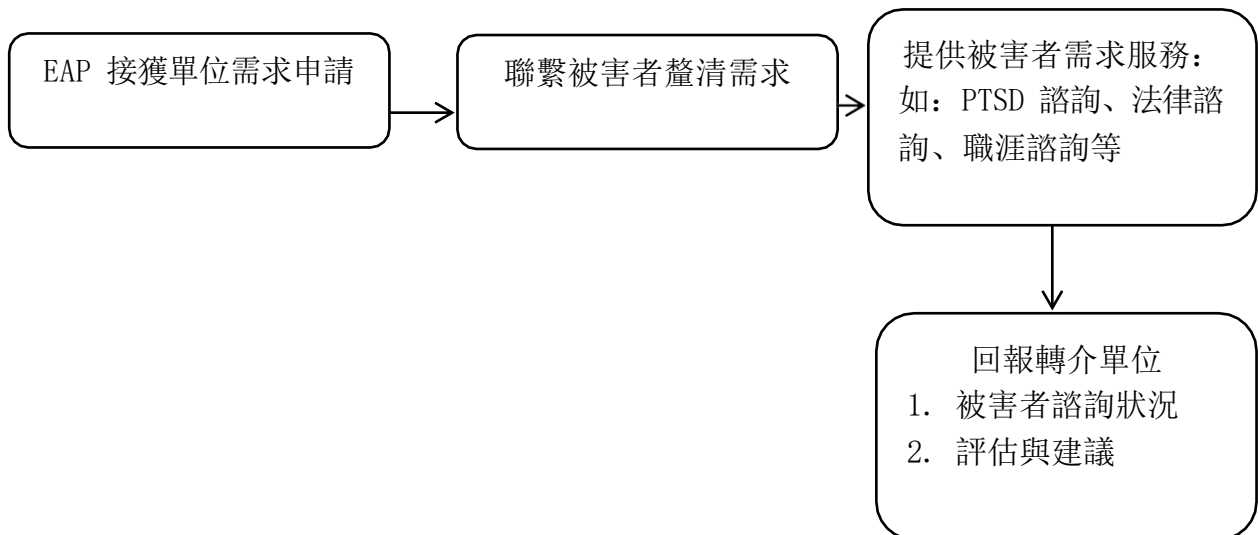 EAP 接獲單位需求申請
聯繫被害者釐清需求
提供被害者需求服務:
如: PTSD 諮詢、法律諮
詢、職涯諮詢等
回報轉介單位
1. 被害者諮詢狀況
2. 評估與建議